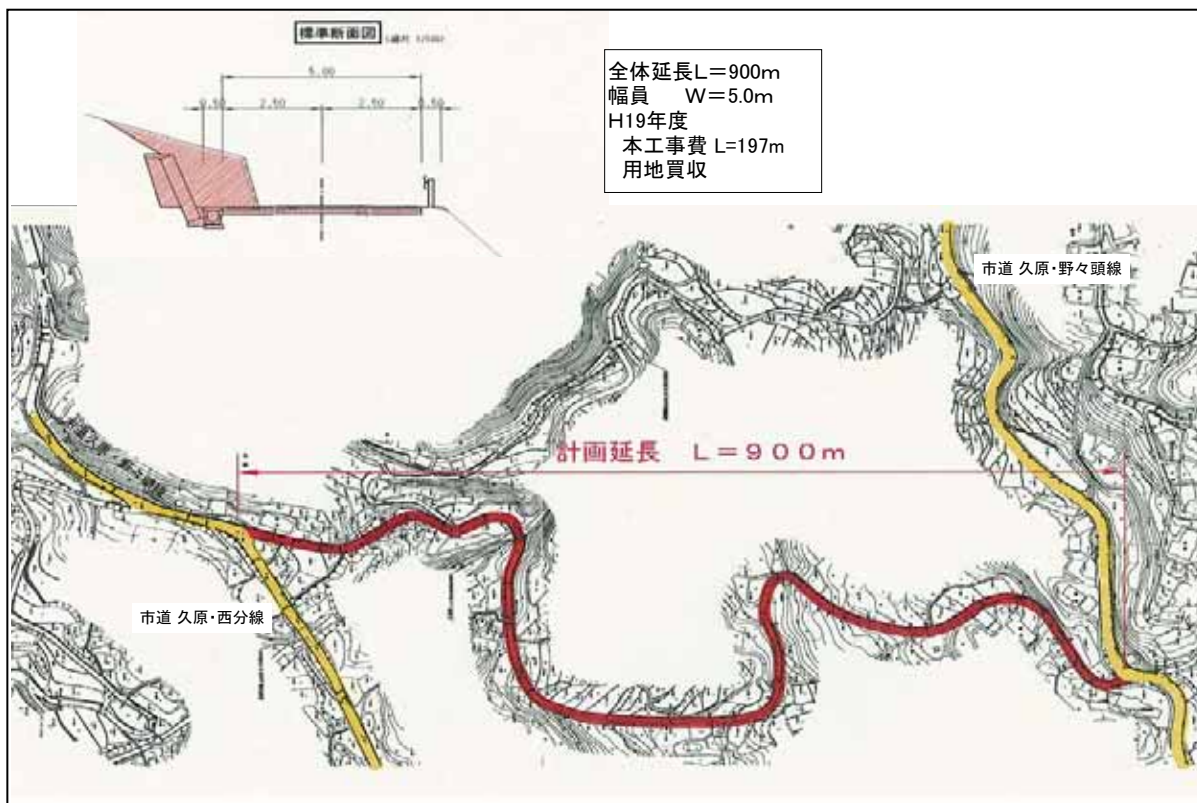 標準断面図
5.00
0.50 2.50 2.50 0.50
全体延長L=900m
幅員 W=5.0m
H19年度
本工事費 L=197m
用地買収
市道 久原・野々頭線
計画延長 L=900m
市道 久原・西分線